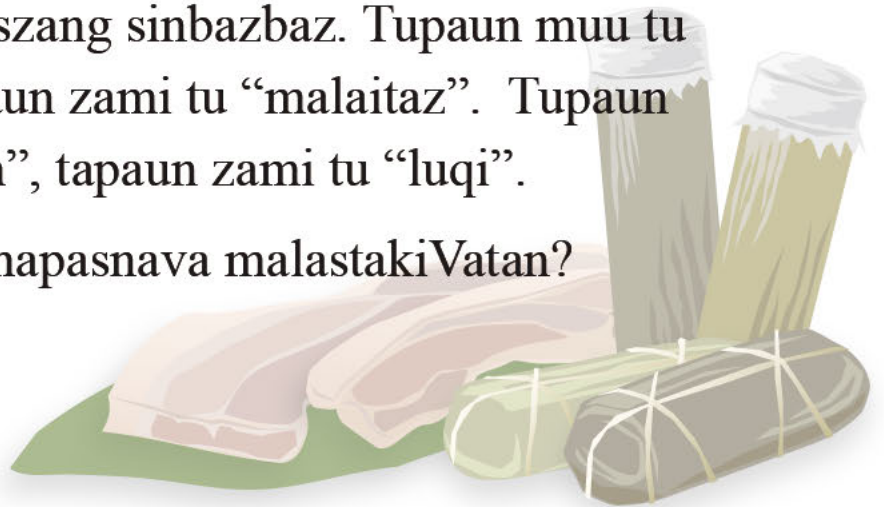 szang sinbazbaz. Tupaun muu tu
un zami tu “malaitaz”. Tupaun
”, tapaun zami tu “luqi”.
napasnava malastakiVatan?